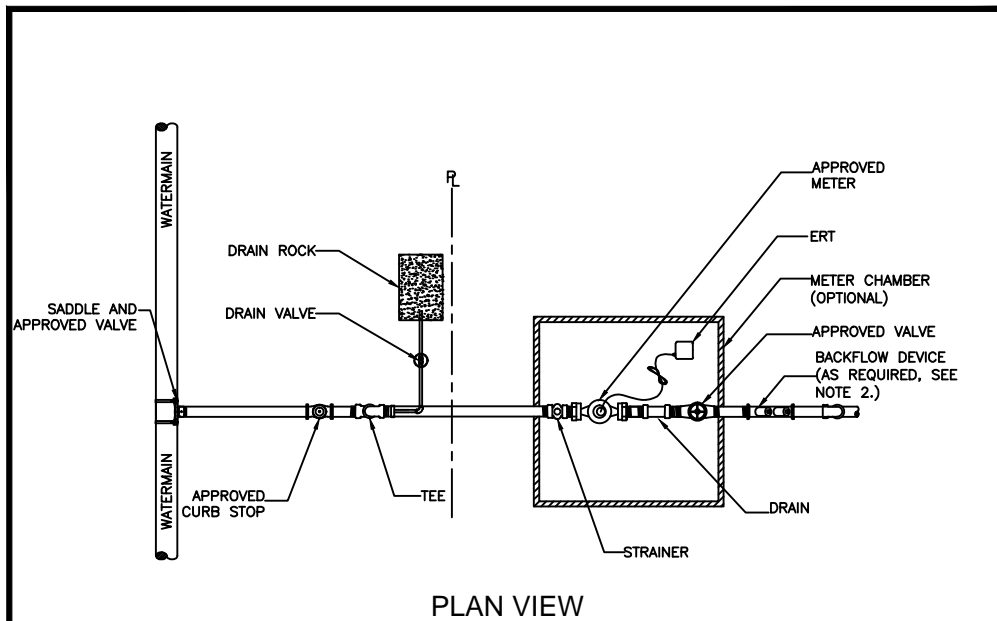 WATERMAIN
PL
APPROVED
METER
ERT
DRAIN ROCK
METER CHAMBER
(OPTIONAL)
SADDLE AND
APPROVED VALVE
DRAIN VALVE
APPROVED VALVE
BACKFLOW DEVICE
(AS REQUIRED, SEE
NOTE 2.)
WATERMAIN
APPROVED
CURB STOP
TEE
DRAIN
STRAINER
PLAN VIEW